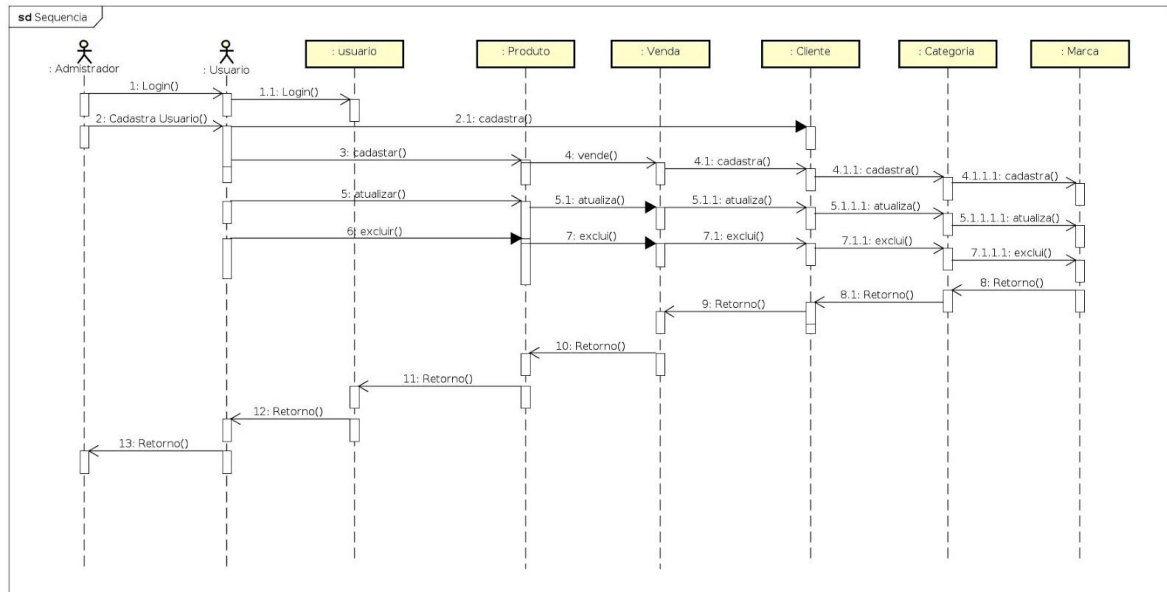 sd Sequencia
: Admistrador
: Usuario
: usuario
: Produto
: Venda
: Cliente
: Categoria
: Marca
1: Login()
1.1: Login()
2: Cadastra Usuario()
2.1: cadastra()
3: cadastar()
4: vende()
4.1: cadastra()
4.1.1: cadastra()
4.1.1.1: cadastra()
5: atualizar()
5.1: atualiza()
5.1.1: atualiza()
5.1.1.1: atualiza()
5.1.1.1.1: atualiza()
6: excluir()
7: exclui()
7.1: exclui()
7.1.1: exclui()
7.1.1.1: exclui()
8: Retorno()
8.1: Retorno()
9: Retorno()
10: Retorno()
11: Retorno()
12: Retorno()
13: Retorno()